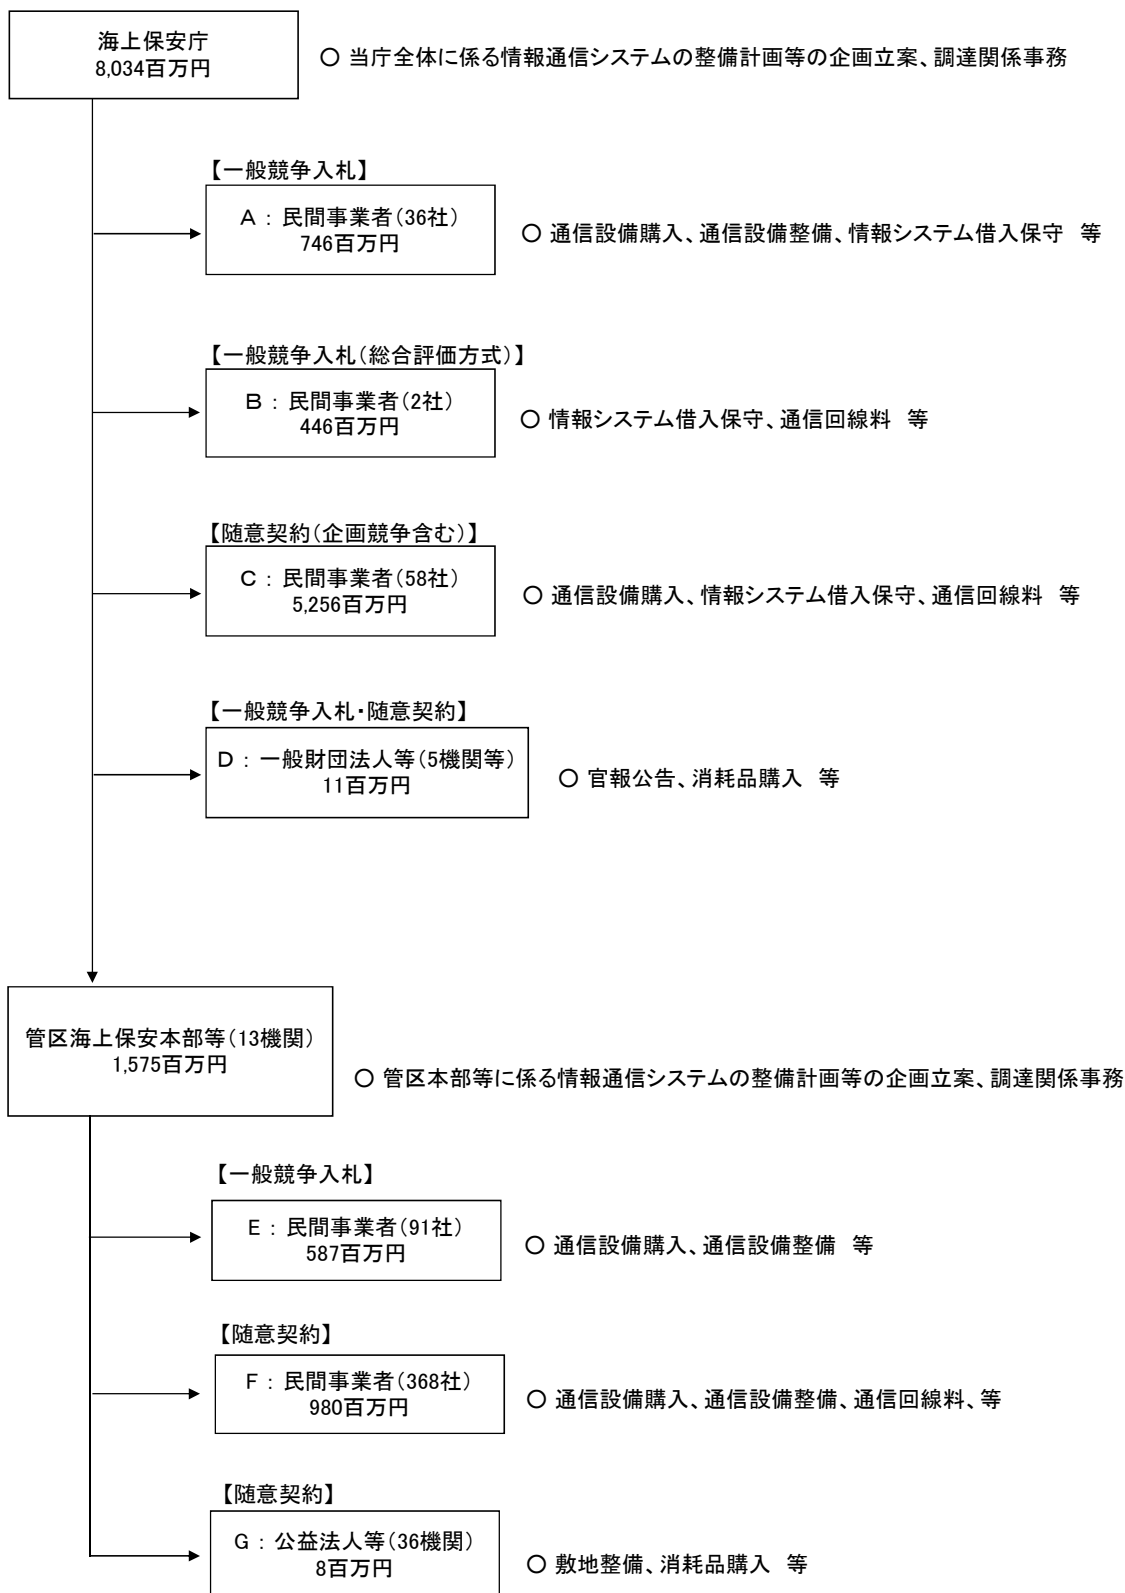 海上保安庁
8,034百万円
○ 当庁全体に係る情報通信システムの整備計画等の企画立案、調達関係事務
【一般競争入札】
A : 民間事業者(36社)
746百万円
○ 通信設備購入、通信設備整備、情報システム借入保守 等
【一般競争入札(総合評価方式)】
B : 民間事業者(2社)
446百万円
○ 情報システム借入保守、通信回線料 等
【随意契約(企画競争含む)】
C : 民間事業者(58社)
5,256百万円
○ 通信設備購入、情報システム借入保守、通信回線料 等
【一般競争入札・随意契約】
D : 一般財団法人等(5機関等)
11百万円
○ 官報公告、消耗品購入 等
管区海上保安本部等(13機関)
1,575百万円
○ 管区本部等に係る情報通信システムの整備計画等の企画立案、調達関係事務
【一般競争入札】
E : 民間事業者(91社)
587百万円
○ 通信設備購入、通信設備整備 等
【随意契約】
F : 民間事業者(368社)
980百万円
○ 通信設備購入、通信設備整備、通信回線料、等
【随意契約】
G : 公益法人等(36機関)
8百万円
○ 敷地整備、消耗品購入 等